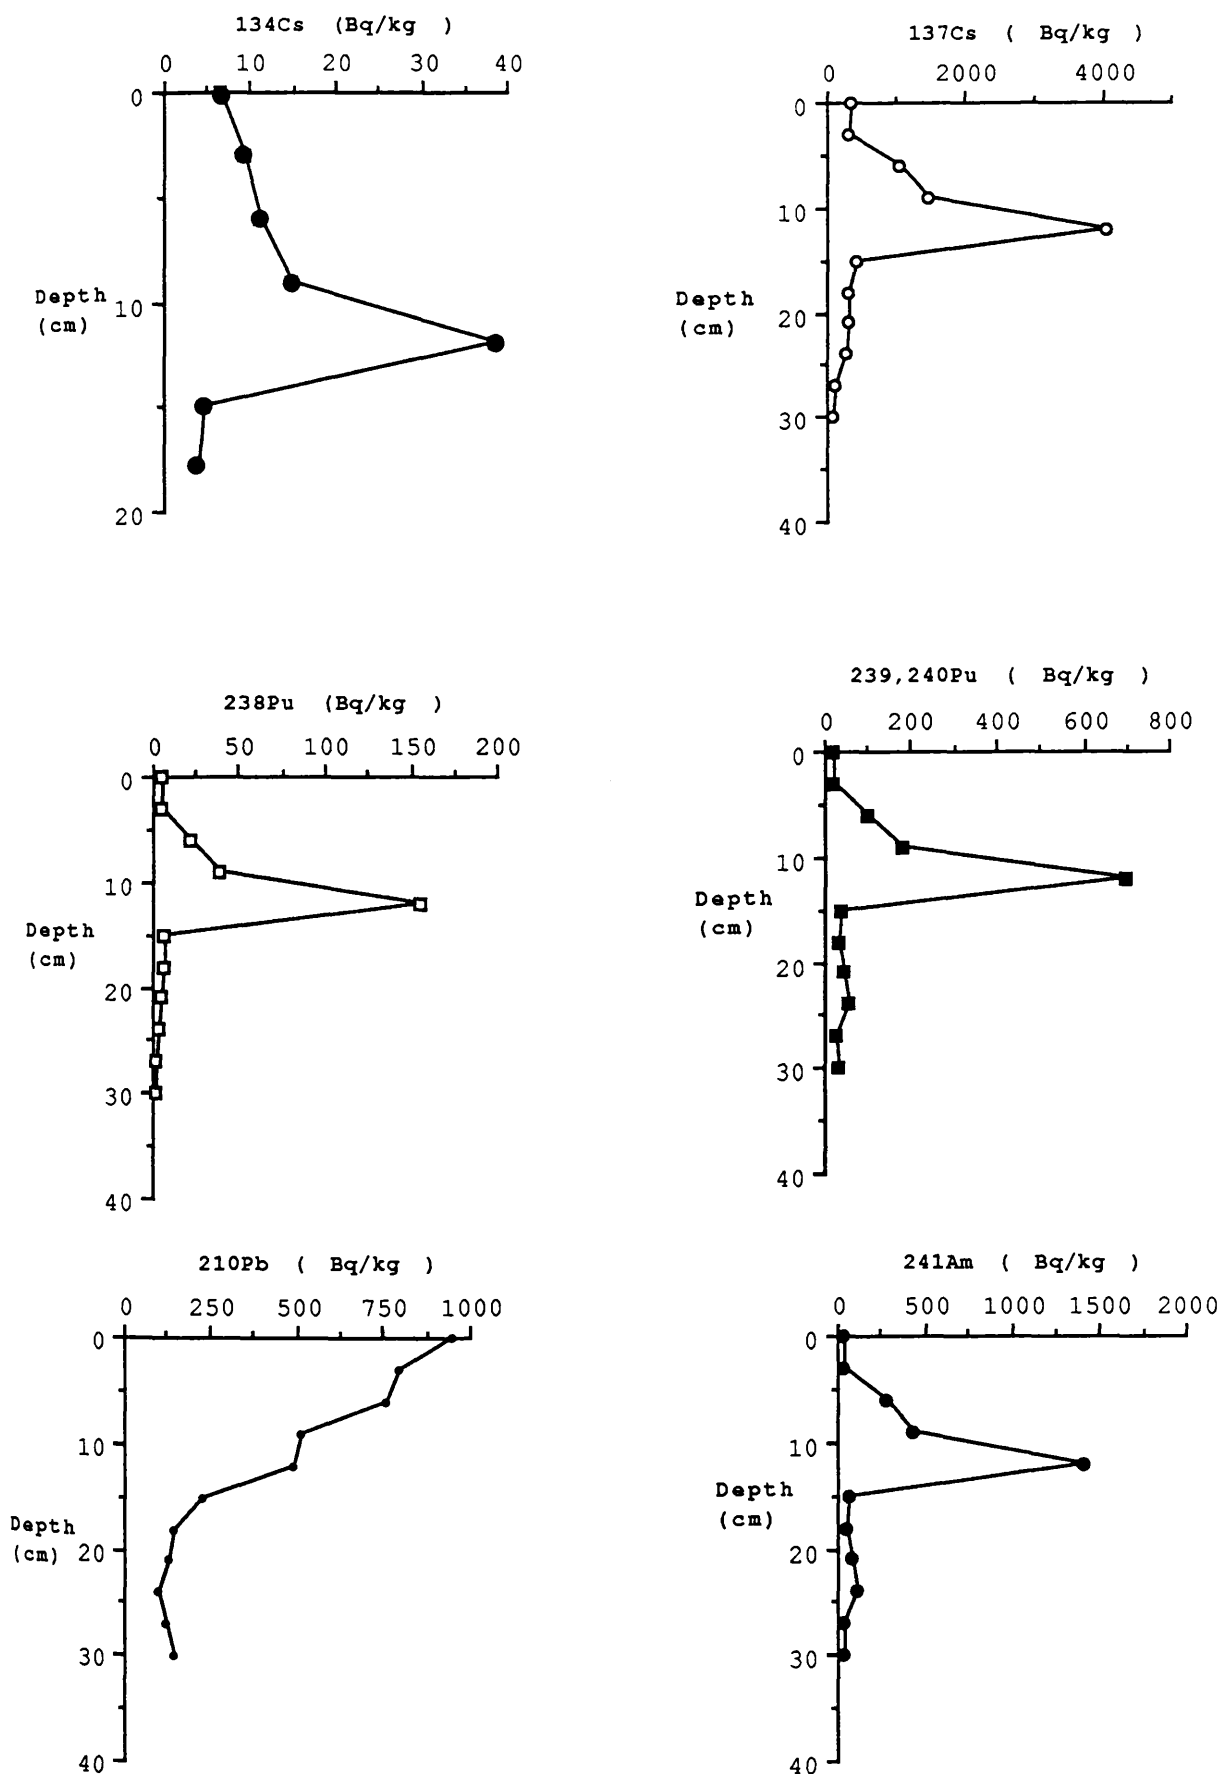 134Cs (Bq/kg )
0 10 20 30 40
0
10
20
Depth
(cm)
137Cs ( Bq/kg )
0 2000 4000
0
10
20
30
40
Depth
(cm)
238Pu (Bq/kg )
0 50 100 150 200
0
10
20
30
40
Depth
(cm)
239,240Pu ( Bq/kg )
0 200 400 600 800
0
10
20
30
40
Depth
(cm)
210Pb ( Bq/kg )
0 250 500 750 1000
0
10
20
30
40
Depth
(cm)
241Am ( Bq/kg )
0 500 1000 1500 2000
0
10
20
30
40
Depth
(cm)